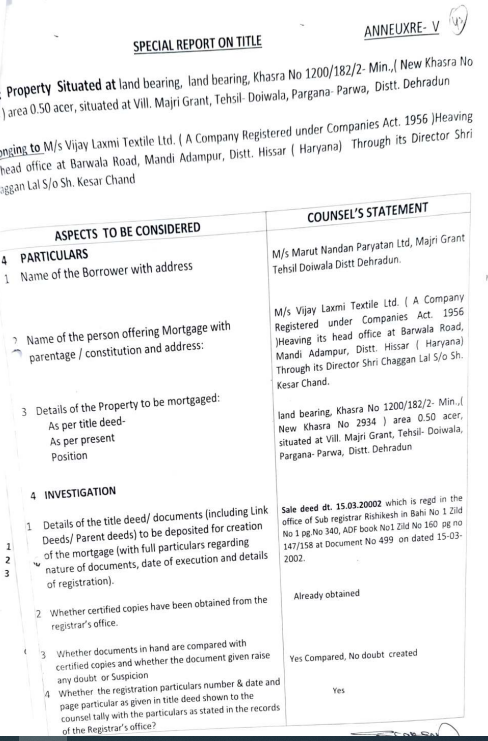 ANNEUXRE- V
SPECIAL REPORT ON TITLE
Property Situated at land bearing, land bearing, Khasra No 1200/182/2- Min.,( New Khasra No
) area 0.50 acer, situated at Vill. Majri Grant, Tehsil- Doiwala, Pargana- Parwa, Distt. Dehradun
onging to M/s Vijay Laxmi Textile Ltd. ( A Company Registered under Companies Act. 1956 )Heaving
head office at Barwala Road, Mandi Adampur, Distt. Hissar ( Haryana) Through its Director Shri
aggan Lal S/o Sh. Kesar Chand
ASPECTS TO BE CONSIDERED
COUNSEL'S STATEMENT
4 PARTICULARS
1 Name of the Borrower with address
M/s Marut Nandan Paryatan Ltd, Majri Grant
Tehsil Doiwala Distt Dehradun.
2 Name of the person offering Mortgage with
parentage / constitution and address:
M/s Vijay Laxmi Textile Ltd. ( A Company
Registered under Companies Act. 1956
)Heaving its head office at Barwala Road,
Mandi Adampur, Distt. Hissar ( Haryana)
Through its Director Shri Chaggan Lal S/o Sh.
Kesar Chand.
3 Details of the Property to be mortgaged:
As per title deed-
As per present
Position
land bearing, Khasra No 1200/182/2- Min.,(
New Khasra No 2934 ) area 0.50 acer,
situated at Vill. Majri Grant, Tehsil- Doiwala,
Pargana- Parwa, Distt. Dehradun
4 INVESTIGATION
1 Details of the title deed/ documents (including Link
Deeds/ Parent deeds) to be deposited for creation
of the mortgage (with full particulars regarding
nature of documents, date of execution and details
of registration).
1
2
3
Sale deed dt. 15.03.20002 which is regd in the
office of Sub registrar Rishikesh in Bahi No 1 Zild
No 1 pg.No 340, ADF book No1 Zild No 160 pg no
147/158 at Document No 499 on dated 15-03-
2002.
2 Whether certified copies have been obtained from the
registrar's office.
Already obtained
3 Whether documents in hand are compared with
certified copies and whether the document given raise
any doubt or Suspicion
Yes Compared, No doubt created
4 Whether the registration particulars number & date and
page particular as given in title deed shown to the
counsel tally with the particulars as stated in the records
of the Registrar's office?
Yes